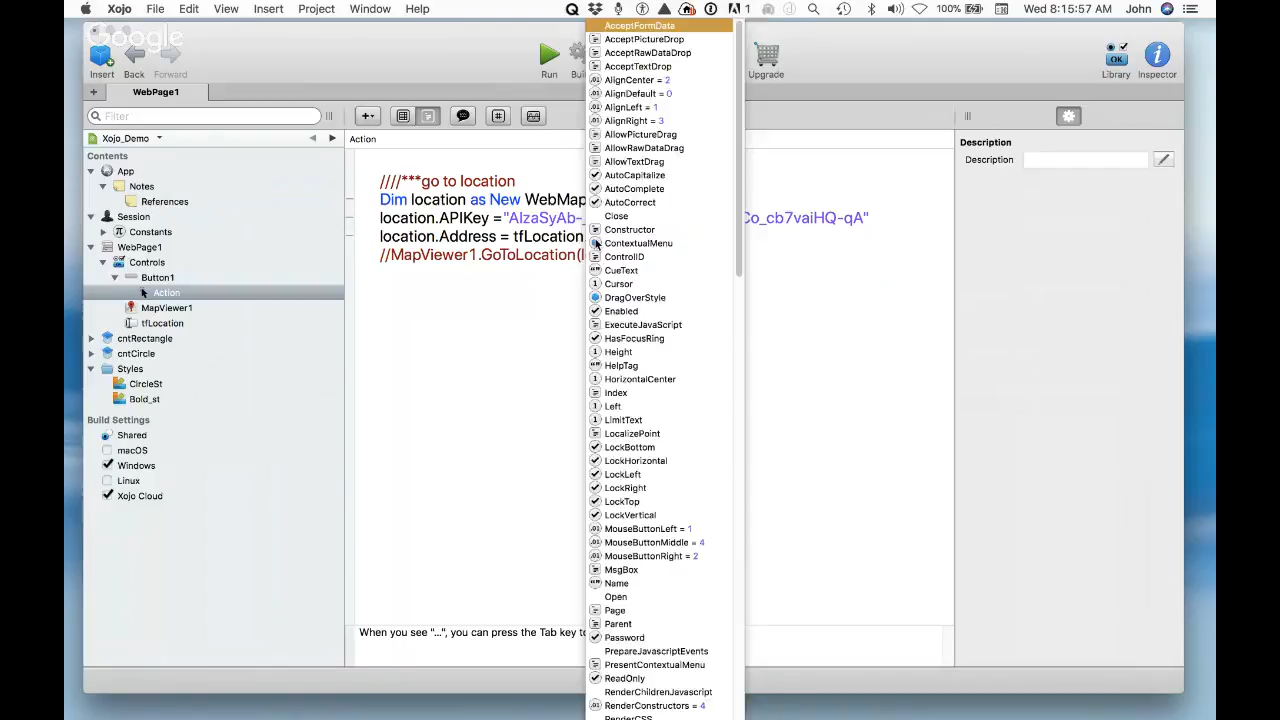 Xojo File Edit View Insert Project Window Help 1 100% Wed 8:15:57 AM John
Google
Insert Back Forward Run Upgrade Library Inspector
OK
WebPage1
Filter
Xojo_Demo
Contents
App
Notes
References
Session
Constants
WebPage1
Controls
Button1
Action
MapViewer1
tfLocation
cntRectangle
cntCircle
Styles
CircleSt
Bold_st
Build Settings
Shared
macOS
Windows
Linux
Xojo Cloud
Action
////***go to location
Dim location as New
location.APIKey =
location.Address = tfLocation.
//MapViewer1.GoToLocation(
When you see "...", you can press the Tab key
AcceptFormData
AcceptPictureDrop
AcceptRawDataDrop
AcceptTextDrop
AlignCenter = 2
AlignDefault = 0
AlignLeft = 1
AlignRight = 3
AllowPictureDrag
AllowRawDataDrag
AllowTextDrag
AutoCapitalize
AutoComplete
AutoCorrect
Close
Constructor
ContextualMenu
ControlID
CueText
Cursor
DragOverStyle
Enabled
ExecuteJavaScript
HasFocusRing
Height
HelpTag
HorizontalCenter
Index
Left
LimitText
LocalizePoint
LockBottom
LockHorizontal
LockLeft
LockRight
LockTop
LockVertical
MouseButtonLeft = 1
MouseButtonMiddle = 4
MouseButtonRight = 2
MsgBox
Name
Open
Page
Parent
Password
PrepareJavascriptEvents
PresentContextualMenu
ReadOnly
RenderChildrenJavascript
RenderConstructors = 4
RenderCSS
Description
Description